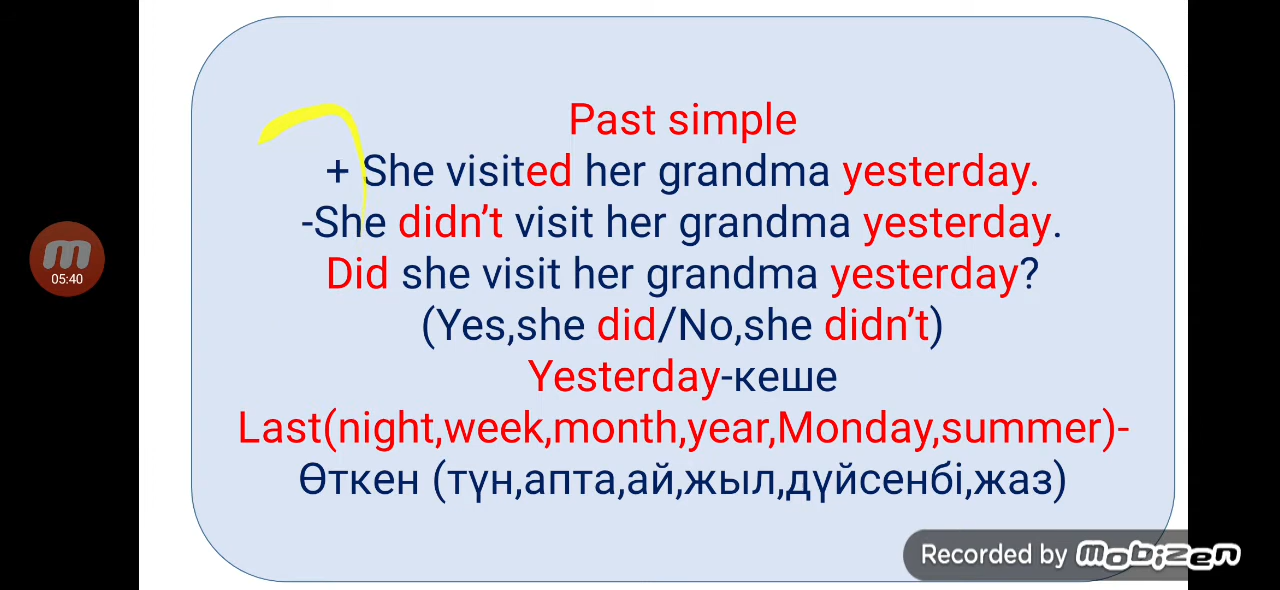 Past simple
+ She visited her grandma yesterday.
-She didn’t visit her grandma yesterday.
Did she visit her grandma yesterday?
(Yes,she did/No,she didn’t)
Yesterday-кеше
Last(night,week,month,year,Monday,summer)-
Өткен (түн,апта,ай,жыл,дүйсенбі,жаз)
m
05:40
Recorded by mobizen